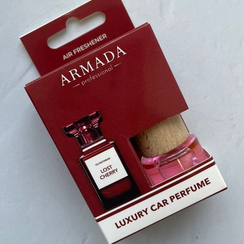 AIR FRESHENER
ARMADA
professional
LOST
CHERRY
LUXURY CAR PERFUME